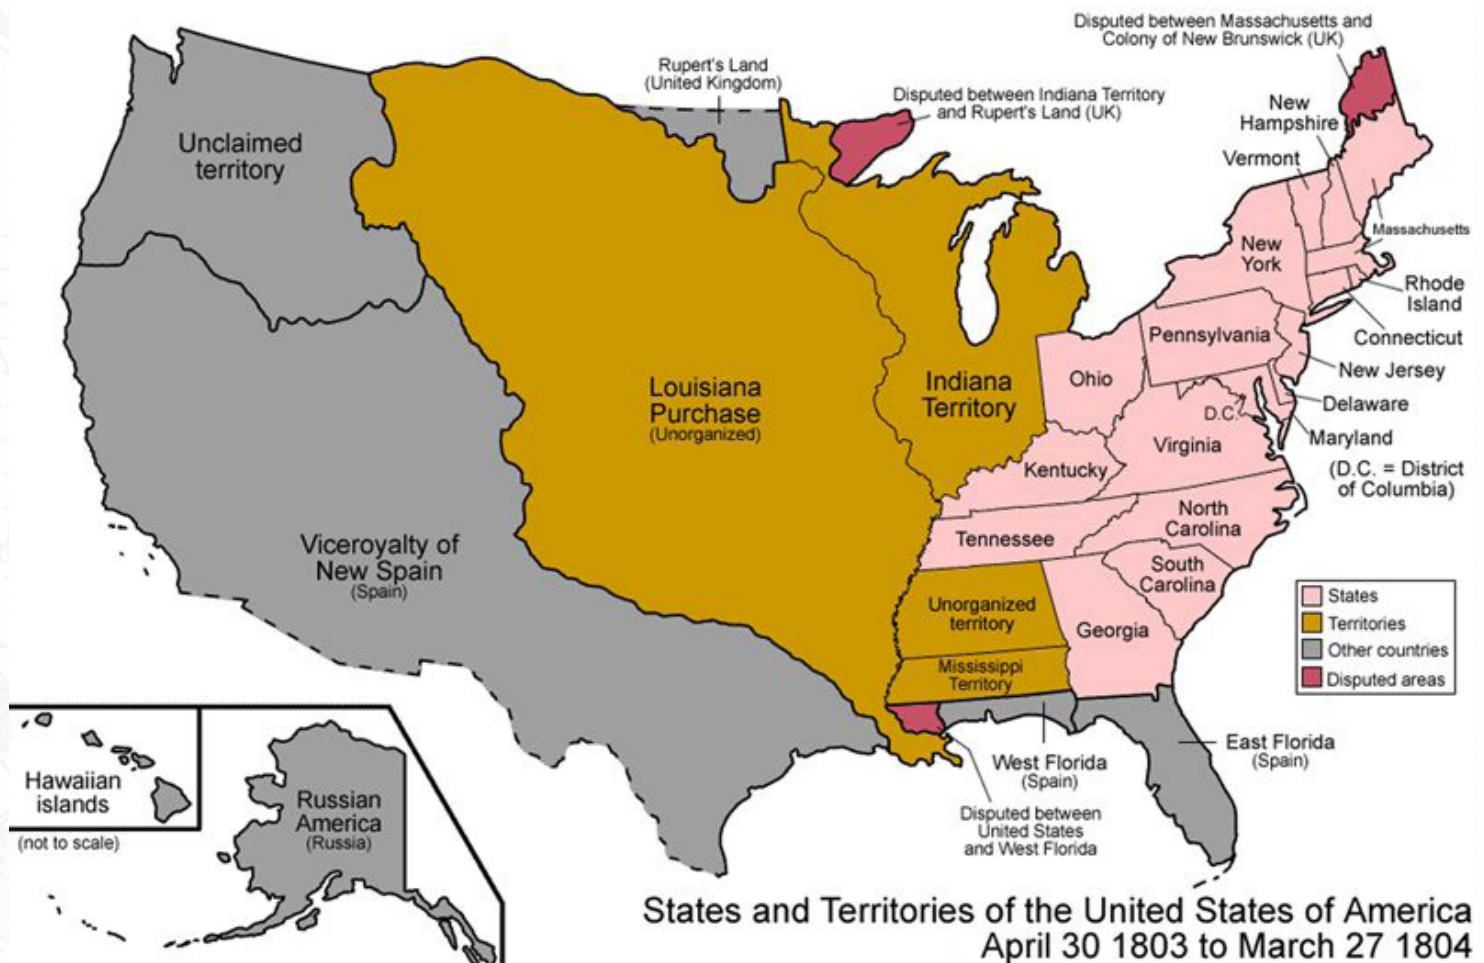 Disputed between Massachusetts and
Colony of New Brunswick (UK)
Rupert's Land
(United Kingdom)
Disputed between Indiana Territory
and Rupert's Land (UK)
New
Hampshire
Vermont
Unclaimed
territory
Massachusetts
New
York
Rhode
Island
Connecticut
Pennsylvania
New Jersey
Ohio
Louisiana
Purchase
(Unorganized)
Indiana
Territory
D.C.
Delaware
Maryland
(D.C. = District
of Columbia)
Virginia
Kentucky
North
Carolina
Tennessee
South
Carolina
Viceroyalty of
New Spain
(Spain)
Unorganized
territory
Georgia
Mississippi
Territory
States
Territories
Other countries
Disputed areas
West Florida
(Spain)
East Florida
(Spain)
Disputed between
United States
and West Florida
Hawaiian
islands
(not to scale)
Russian
America
(Russia)
States and Territories of the United States of America
April 30 1803 to March 27 1804